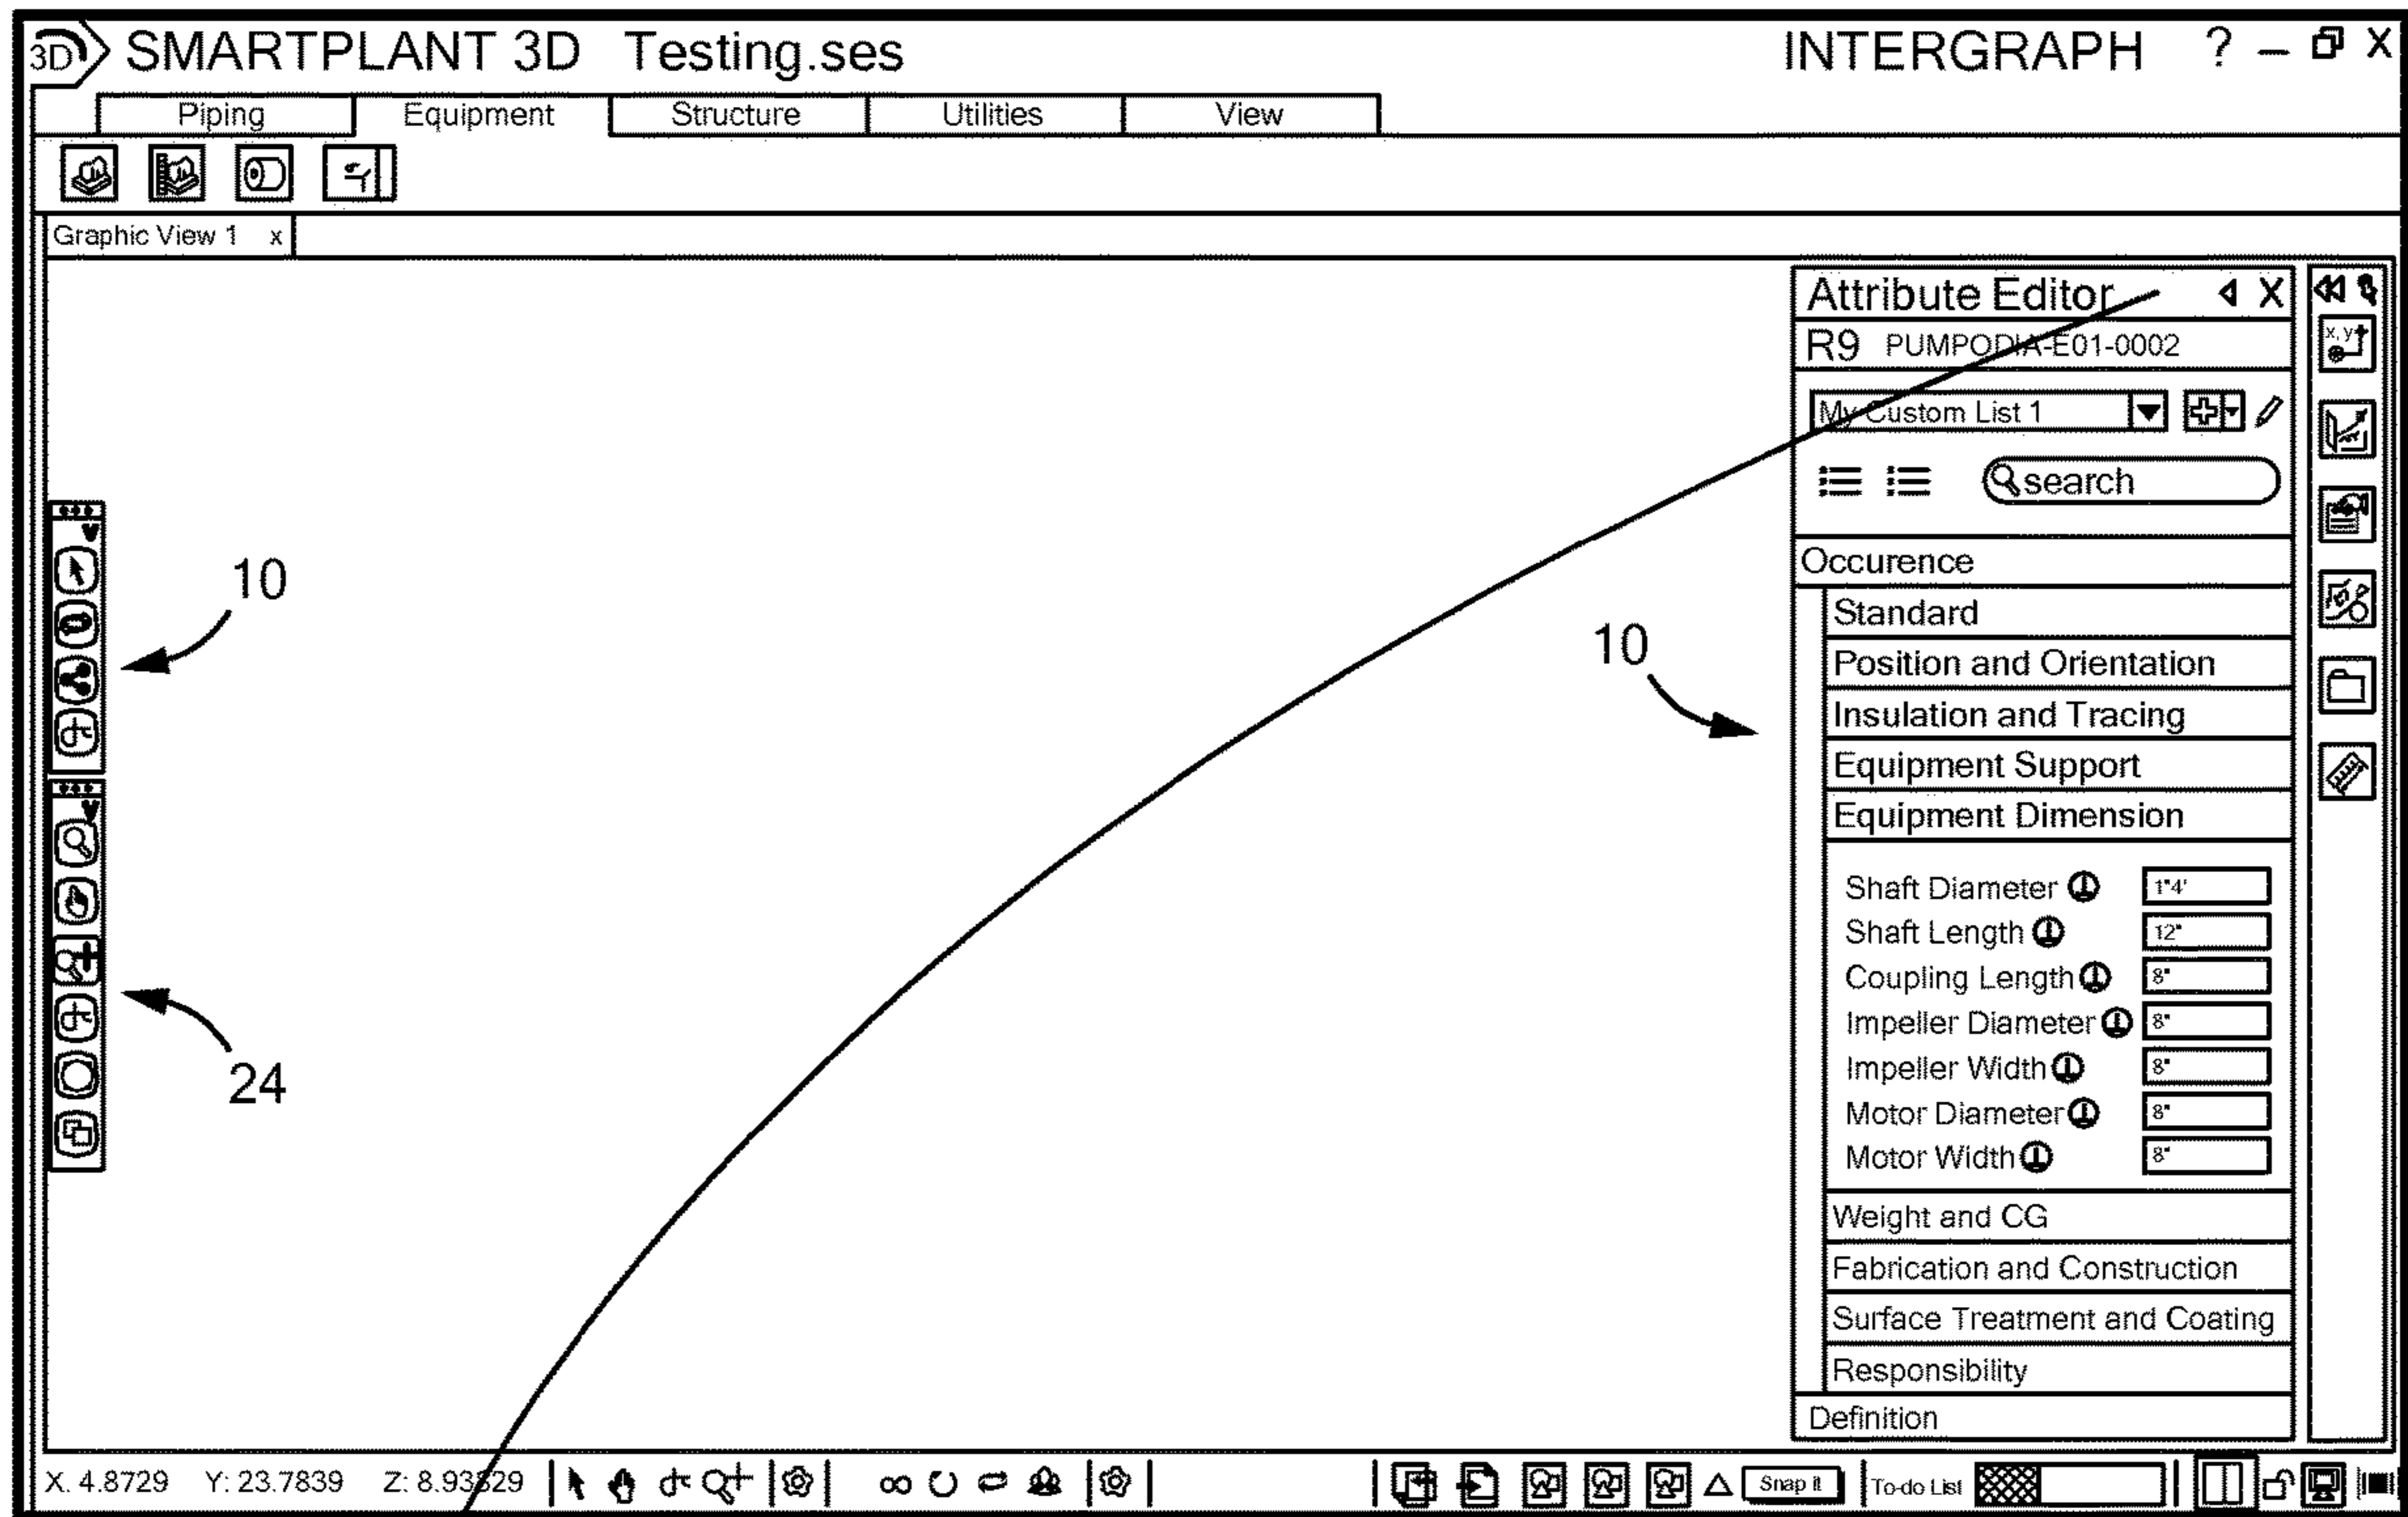 3D SMARTPLANT 3D Testing.ses INTERGRAPH ? – X
Piping Equipment Structure Utilities View
Graphic View 1 x
Attribute Editor X
R9 PUMPODIA-E01-0002
My Custom List 1
search
x, y
Occurence
Standard
Position and Orientation
Insulation and Tracing
Equipment Support
Equipment Dimension
Shaft Diameter 1"4'
Shaft Length 12"
Coupling Length 8"
Impeller Diameter 8"
Impeller Width 8"
Motor Diameter 8"
Motor Width 8"
Weight and CG
Fabrication and Construction
Surface Treatment and Coating
Responsibility
Definition
10
10
24
X. 4.8729 Y: 23.7839 Z: 8.93829 Snap it To-do List